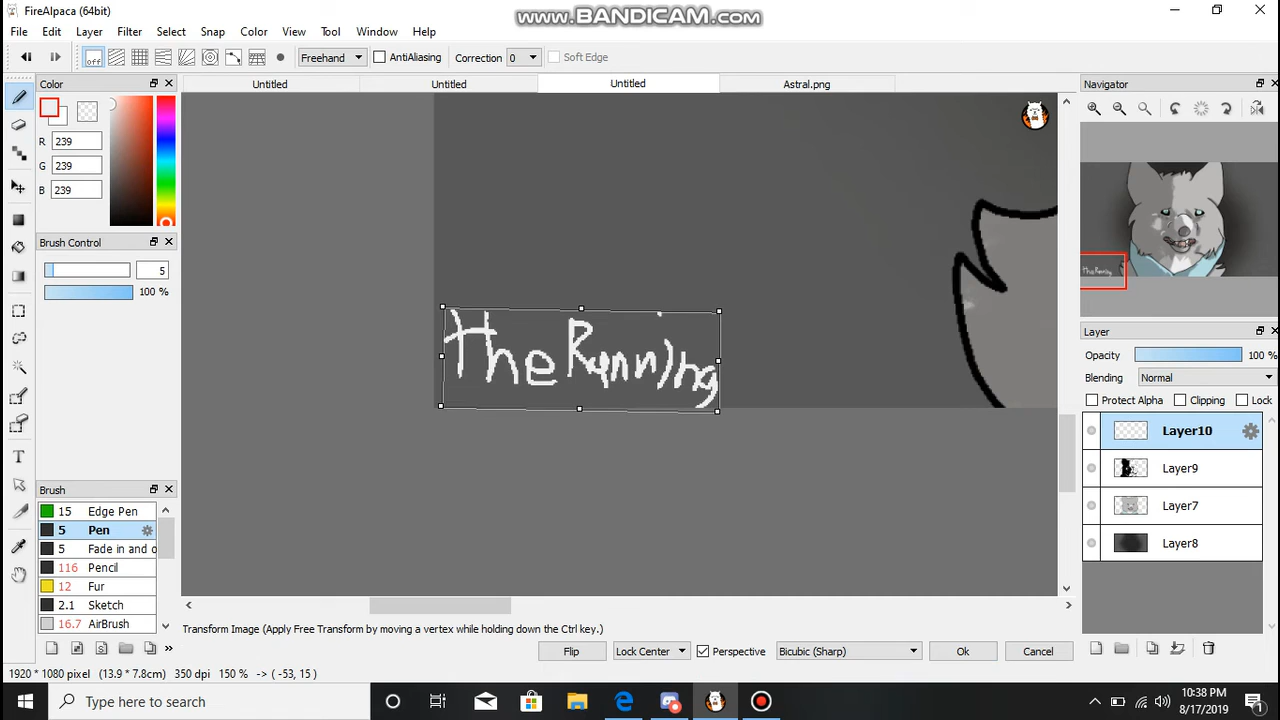 FireAlpaca (64bit)
www.BANDICAM.com
File Edit Layer Filter Select Snap Color View Tool Window Help
off Freehand AntiAliasing Correction 0 Soft Edge
Color
Untitled Untitled Untitled Astral.png
Navigator
R 239
G 239
B 239
Brush Control
5
100 %
The Running
Layer
Opacity 100 %
Blending Normal
Protect Alpha Clipping Lock
Layer10
Layer9
Layer7
Layer8
Brush
15 Edge Pen
5 Pen
5 Fade in and o
116 Pencil
12 Fur
2.1 Sketch
16.7 AirBrush
Transform Image (Apply Free Transform by moving a vertex while holding down the Ctrl key.)
Flip Lock Center Perspective Bicubic (Sharp) Ok Cancel
1920 * 1080 pixel (13.9 * 7.8cm) 350 dpi 150 % -> ( -53, 15 )
Type here to search
10:38 PM
8/17/2019
1